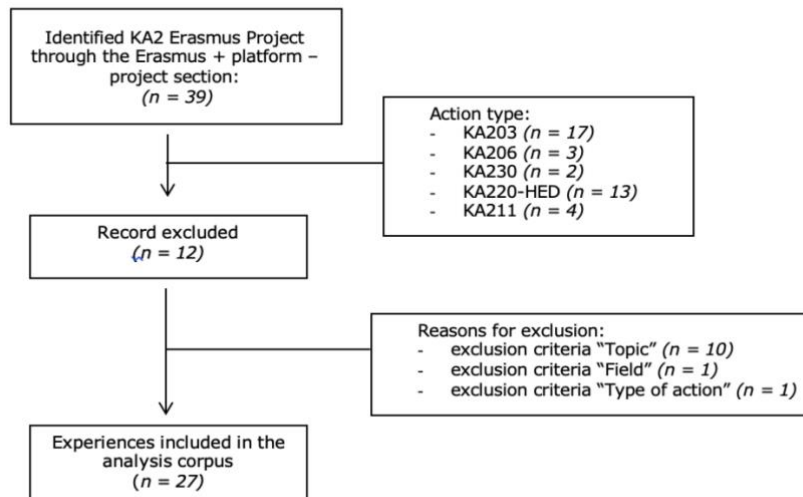 Identified KA2 Erasmus Project
through the Erasmus + platform –
project section:
(n = 39)
Action type:
- KA203 (n = 17)
- KA206 (n = 3)
- KA230 (n = 2)
- KA220-HED (n = 13)
- KA211 (n = 4)
Record excluded
(n = 12)
Reasons for exclusion:
- exclusion criteria “Topic” (n = 10)
- exclusion criteria “Field” (n = 1)
- exclusion criteria “Type of action” (n = 1)
Experiences included in the
analysis corpus
(n = 27)